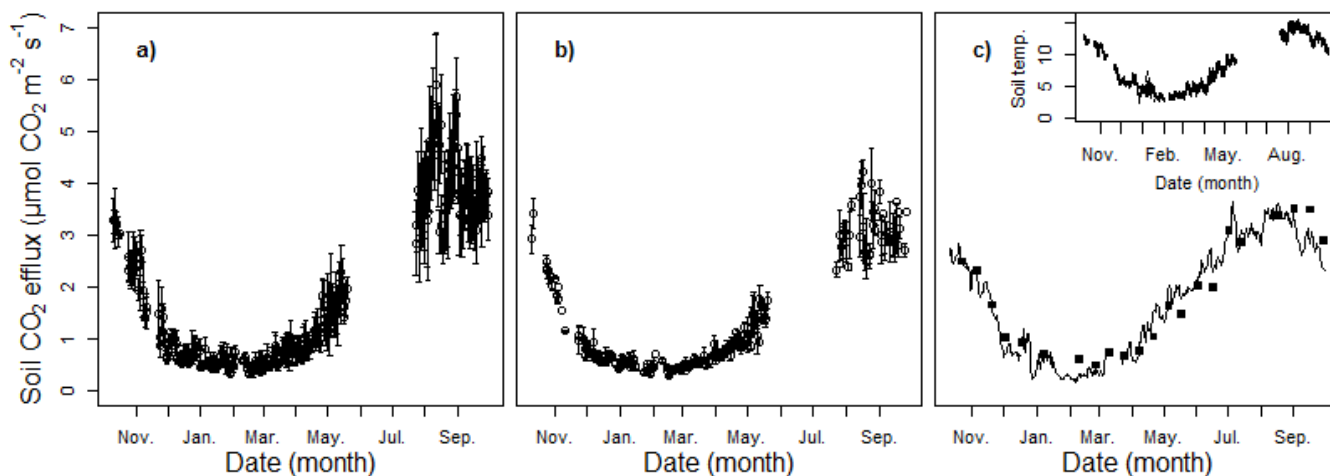 Soil CO₂ efflux (µmol CO₂ m⁻² s⁻¹)
0 1 2 3 4 5 6 7
a)
Nov. Jan. Mar. May. Jul. Sep.
Date (month)
b)
Nov. Jan. Mar. May. Jul. Sep.
Date (month)
c)
Soil temp.
0 5 10
Nov. Feb. May. Aug.
Date (month)
Nov. Jan. Mar. May. Jul. Sep.
Date (month)